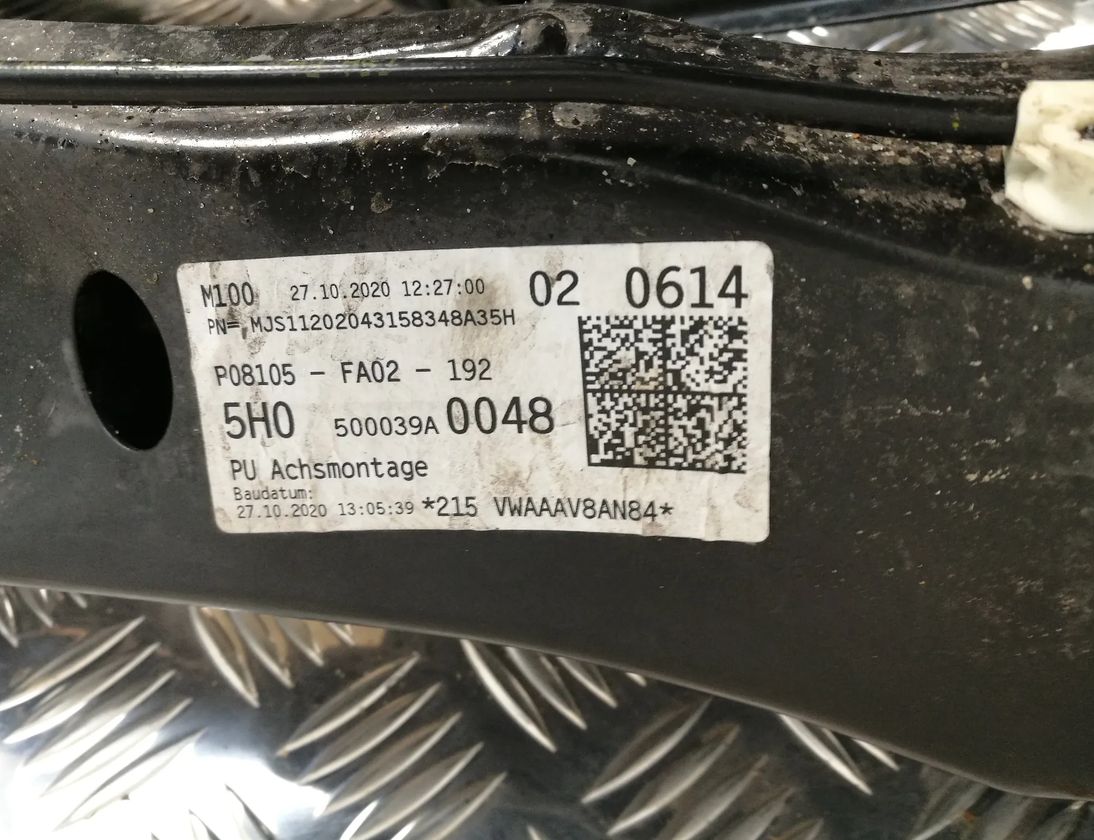 M100 27.10.2020 12:27:00 02 0614
PN= MJS11202043158348A35H
P08105 - FA02 - 192
5H0 500039A 0048
PU Achsmontage
Baudatum:
27.10.2020 13:05:39 *215 VWAAAV8AN84*